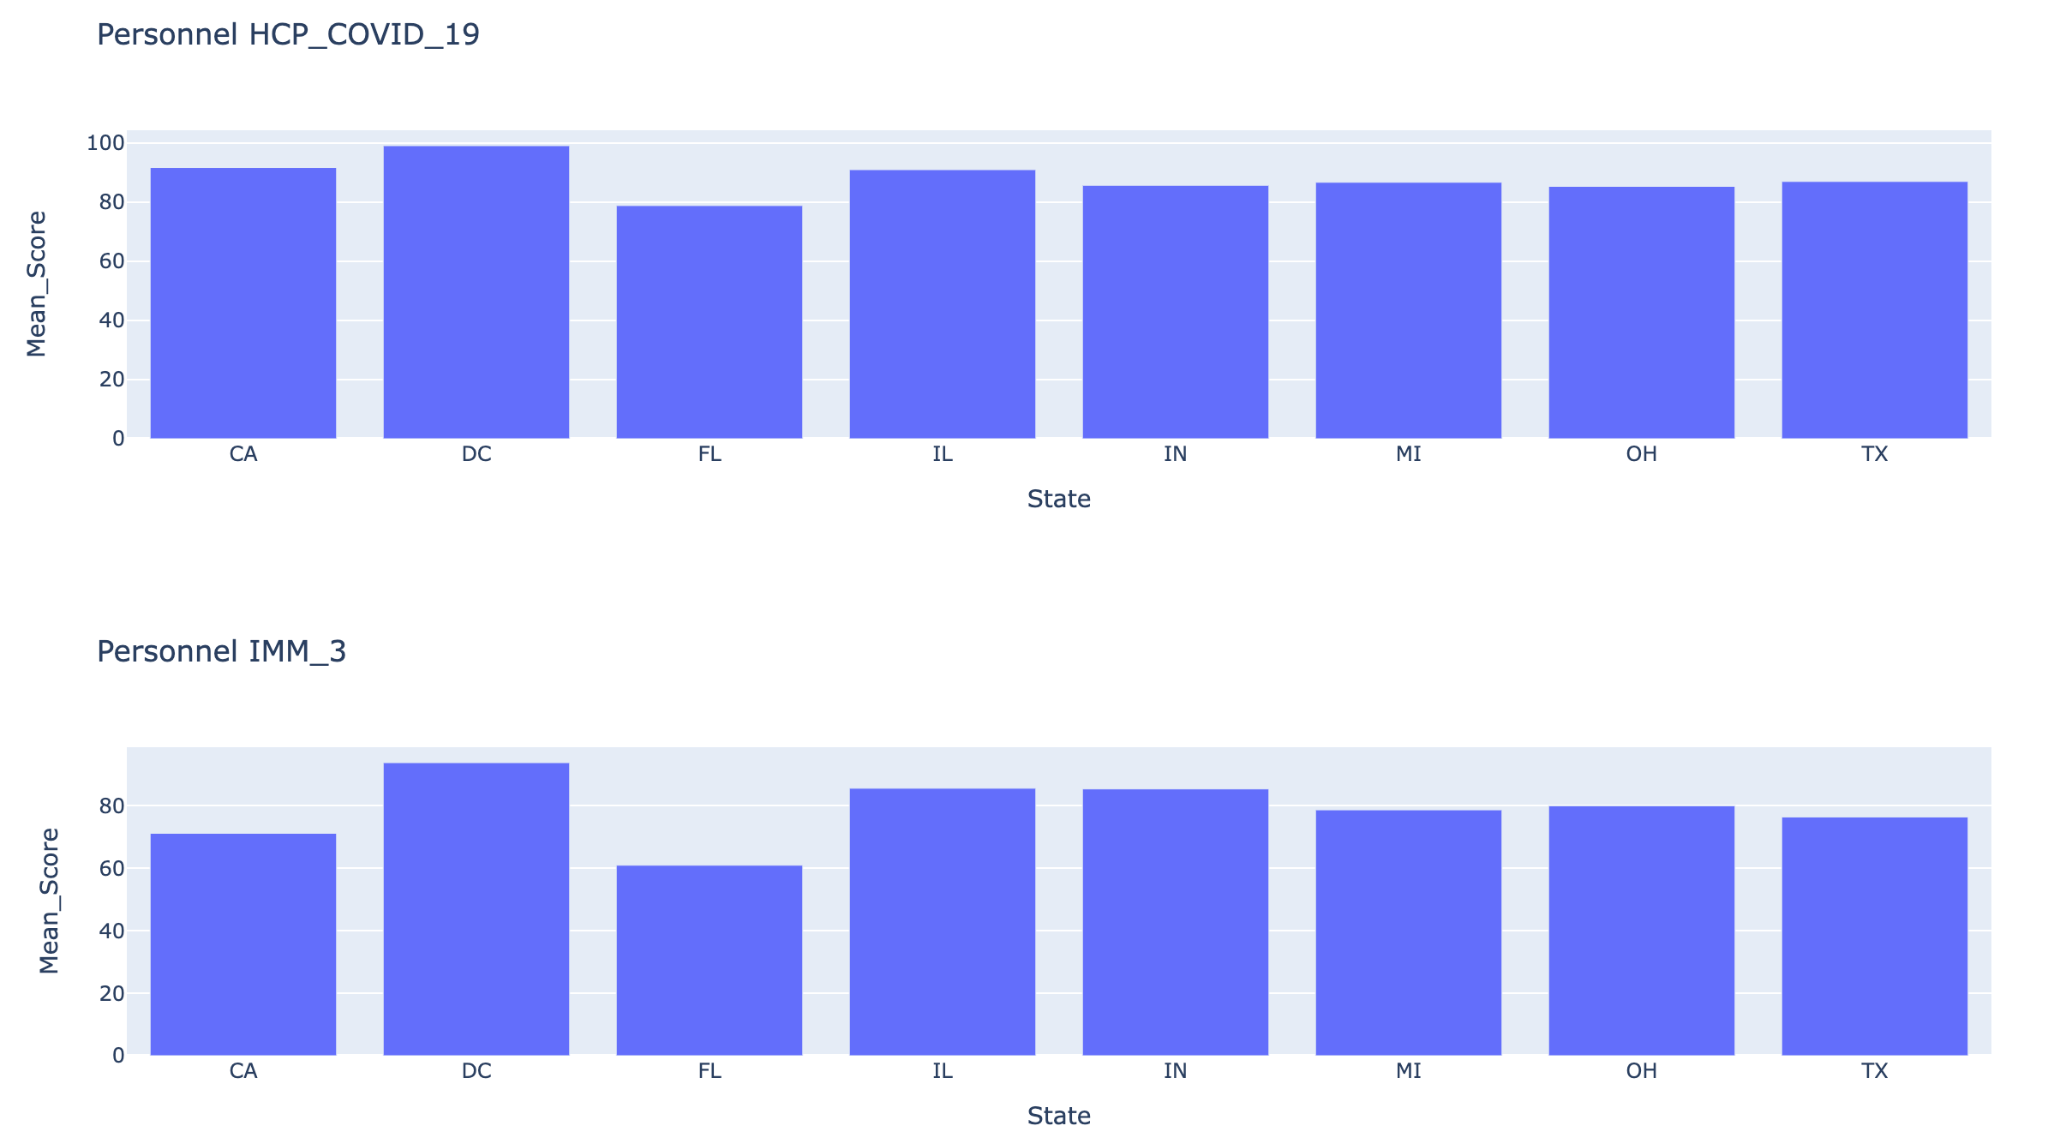 Personnel HCP_COVID_19
Mean_Score
100
80
60
40
20
0
CA DC FL IL IN MI OH TX
State
Personnel IMM_3
Mean_Score
80
60
40
20
0
CA DC FL IL IN MI OH TX
State